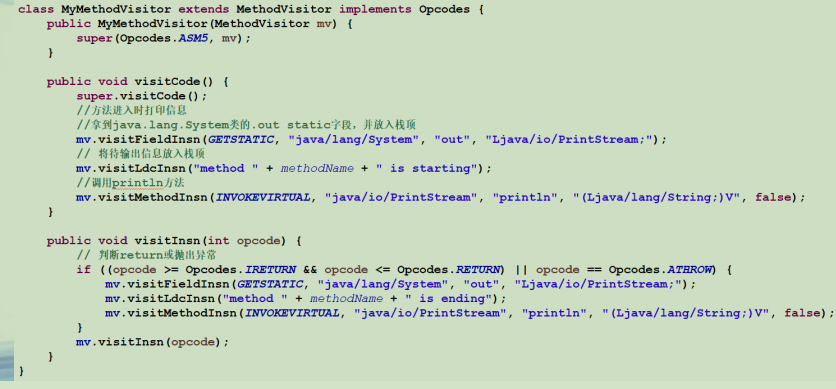 class MyMethodVisitor extends MethodVisitor implements Opcodes {
    public MyMethodVisitor(MethodVisitor mv) {
        super(Opcodes.ASM5, mv);
    }

    public void visitCode() {
        super.visitCode();
        //方法进入时打印信息
        //拿到java.lang.System类的.out static字段，并放入栈顶
        mv.visitFieldInsn(GETSTATIC, "java/lang/System", "out", "Ljava/io/PrintStream;");
        // 将待输出信息放入栈顶
        mv.visitLdcInsn("method " + methodName + " is starting");
        //调用println方法
        mv.visitMethodInsn(INVOKEVIRTUAL, "java/io/PrintStream", "println", "(Ljava/lang/String;)V", false);
    }

    public void visitInsn(int opcode) {
        // 判断return或抛出异常
        if ((opcode >= Opcodes.IRETURN && opcode <= Opcodes.RETURN) || opcode == Opcodes.ATHROW) {
            mv.visitFieldInsn(GETSTATIC, "java/lang/System", "out", "Ljava/io/PrintStream;");
            mv.visitLdcInsn("method " + methodName + " is ending");
            mv.visitMethodInsn(INVOKEVIRTUAL, "java/io/PrintStream", "println", "(Ljava/lang/String;)V", false);
        }
        mv.visitInsn(opcode);
    }
}